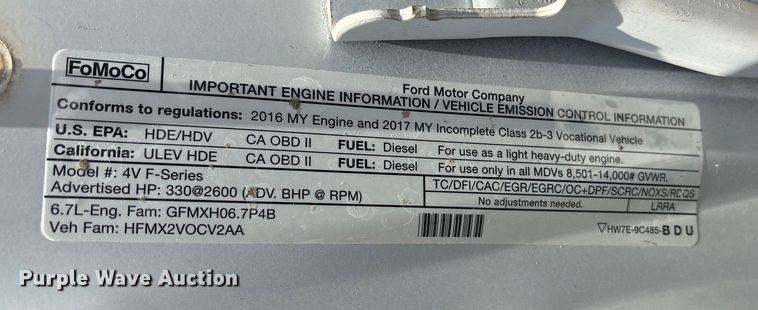 FoMoCo
Ford Motor Company
IMPORTANT ENGINE INFORMATION / VEHICLE EMISSION CONTROL INFORMATION
Conforms to regulations: 2016 MY Engine and 2017 MY Incomplete Class 2b-3 Vocational Vehicle
U.S. EPA: HDE/HDV CA OBD II FUEL: Diesel For use as a light heavy-duty engine.
California: ULEV HDE CA OBD II FUEL: Diesel For use only in all MDVs 8,501-14,000# GVWR.
Model #: 4V F-Series
TC/DFI/CAC/EGR/EGRC/OC+DPF/SCRC/NOXS/RDQS
Advertised HP: 330@2600 (ADV. BHP @ RPM)
No adjustments needed. LRRA
6.7L-Eng. Fam: GFMXH06.7P4B
Veh Fam: HFMX2VOCV2AA
▽HW7E-9C485-BDU
Purple Wave Auction